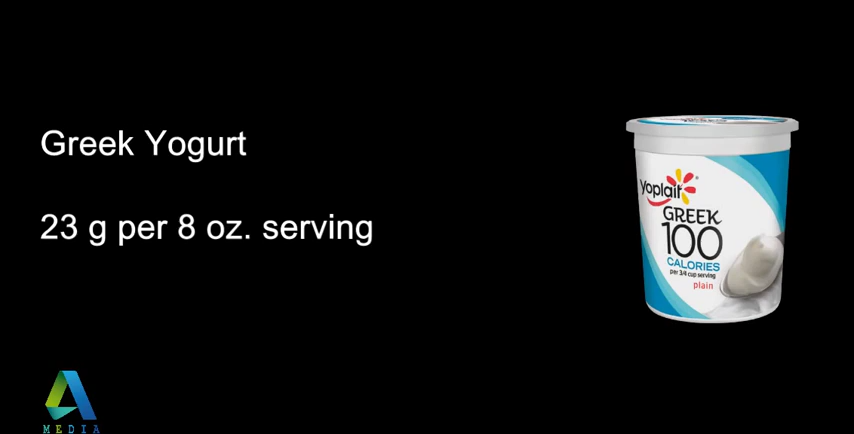 Greek Yogurt
23 g per 8 oz. serving
Yoplait
GREEK
100
CALORIES
per 3/4 cup serving
plain
MEDIA